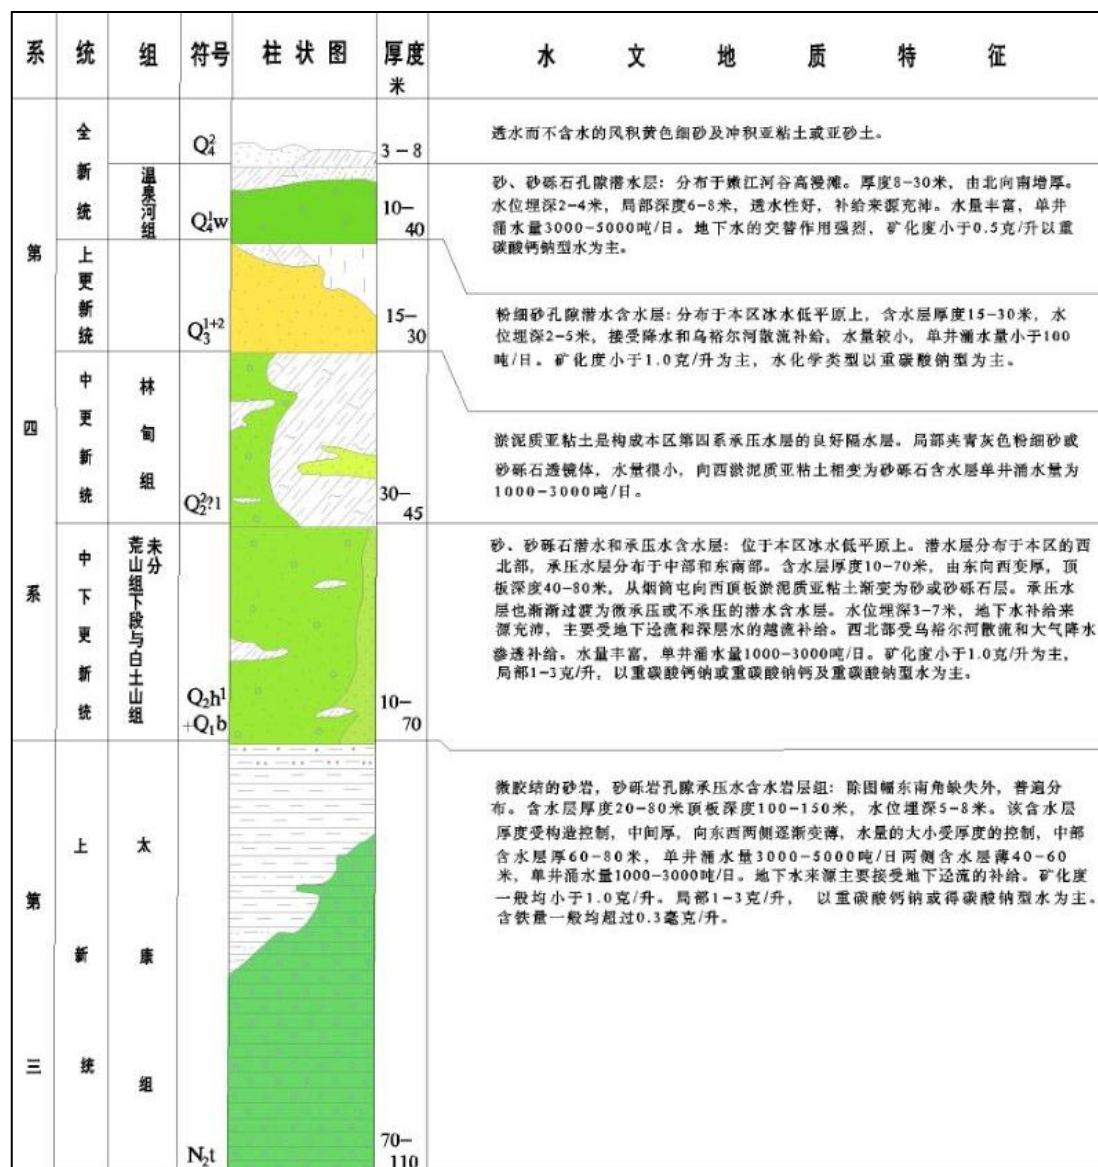 系 统 组 符号 柱 状 图 厚度 水 文 地 质 特 征
米
第四系
全新统
Q₄²
3－8
透水而不含水的风积黄色细砂及冲积亚粘土或亚砂土。
温泉河组
Q₄¹w
10－
40
砂、砂砾石孔隙潜水层：分布于嫩江河谷高漫滩。厚度8－30米，由北向南增厚。
水位埋深2－4米，局部深度6－8米，透水性好，补给来源充沛。水量丰富，单井
涌水量3000－5000吨/日。地下水的交替作用强烈，矿化度小于0.5克/升以重
碳酸钙钠型水为主。
上更新统
Q₃¹⁺²
15－
30
粉细砂孔隙潜水含水层：分布于本区冰水低平原上，含水层厚度15－30米，水
位埋深2－5米，接受降水和乌裕尔河散流补给，水量较小，单井涌水量小于100
吨/日。矿化度小于1.0克/升为主，水化学类型以重碳酸钠型为主。
中更新统
林甸组
Q₂²?l
30－
45
淤泥质亚粘土是构成本区第四系承压水层的良好隔水层。局部夹青灰色粉细砂或
砂砾石透镜体，水量很小，向西淤泥质亚粘土相变为砂砾石含水层单井涌水量为
1000－3000吨/日。
中下更新统
未分
荒山组下段与白土山组
Q₂h¹
+Q₁b
10－
70
砂、砂砾石潜水和承压水含水层：位于本区冰水低平原上。潜水层分布于本区的西
北部，承压水层分布于中部和东南部。含水层厚度10－70米，由东向西变厚，顶
板深度40－80米，从烟筒屯向西顶板淤泥质亚粘土渐变为砂或砂砾石层。承压水
层也渐渐过渡为微承压或不承压的潜水含水层。水位埋深3－7米，地下水补给来
源充沛，主要受地下迳流和深层水的越流补给。西北部受乌裕尔河散流和大气降水
渗透补给。水量丰富，单井涌水量1000－3000吨/日。矿化度小于1.0克/升为主，
局部1－3克/升，以重碳酸钙钠或重碳酸钠钙及重碳酸钠型水为主。
第三
上新统
太康组
N₂t
70－
110
微胶结的砂岩，砂砾岩孔隙承压水含水岩层组：除图幅东南角缺失外，普遍分
布。含水层厚度20－80米顶板深度100－150米，水位埋深5－8米。该含水层
厚度受构造控制，中间厚，向东西两侧逐渐变薄，水量的大小受厚度的控制，中部
含水层厚60－80米，单井涌水量3000－5000吨/日两侧含水层薄40－60
米，单井涌水量1000－3000吨/日。地下水来源主要接受地下迳流的补给。矿化度
一般均小于1.0克/升。局部1－3克/升， 以重碳酸钙钠或得碳酸钠型水为主。
含铁量一般均超过0.3毫克/升。